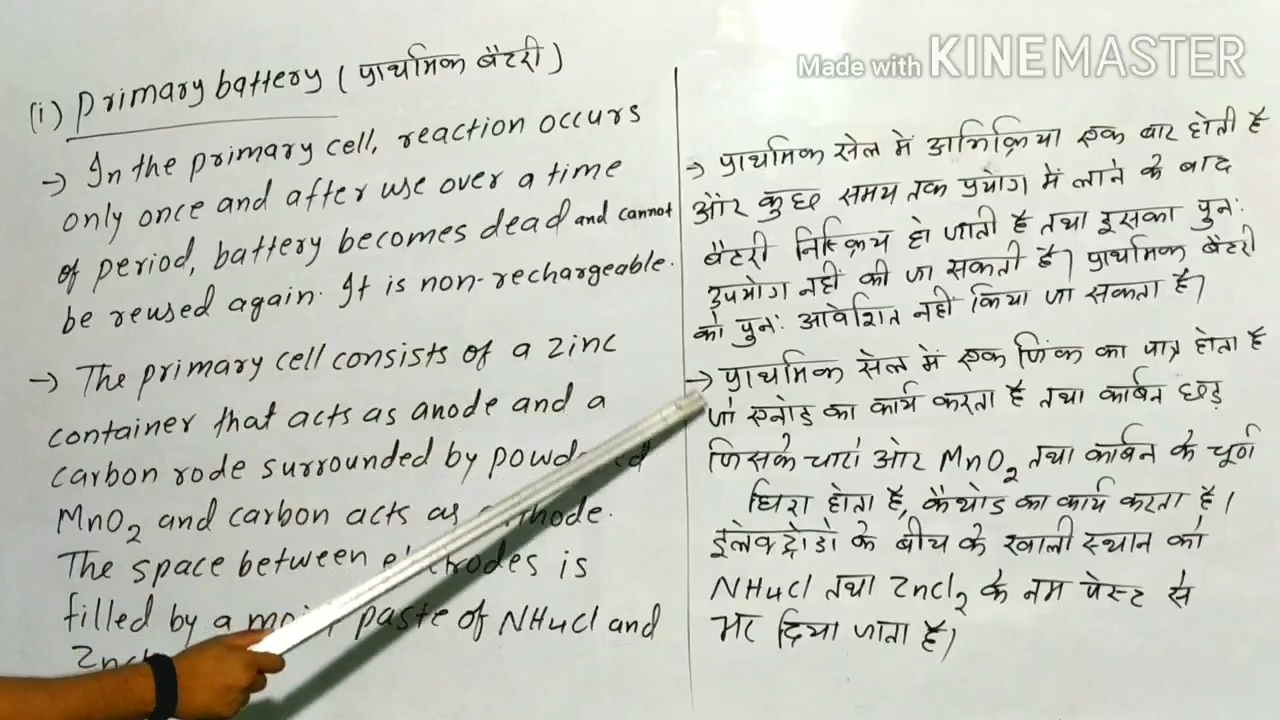 Made with KINEMASTER
(i) Primary battery (प्राथमिक बैटरी)
→ In the primary cell, reaction occurs
only once and after use over a time
of period, battery becomes dead and cannot
be reused again. It is non-rechargeable.
→ The primary cell consists of a zinc
container that acts as anode and a
carbon rode surrounded by
MnO2 and carbon acts as
The space between is
filled by a paste of NH4Cl and
→ प्राथमिक सेल में अभिक्रिया एक बार होती है
और कुछ समय तक प्रयोग में लाने के बाद
बैटरी निष्क्रिय हो जाती है तथा इसका पुन:
उपयोग नहीं की जा सकती है। प्राथमिक बैटरी
को पुन: आवेशित नही किया जा सकता है।
→ प्राथमिक सेल में एक जिंक का पात्र होता है
जो एनोड का कार्य करता है तथा कार्बन छड़
जिसके चारो ओर MnO2 तथा कार्बन के चूर्ण
घिरा होता है, कैथोड का कार्य करता है।
इलेक्ट्रोडो के बीच के खाली स्थान को
NH4Cl तथा ZnCl2 के नम पेस्ट से
भर दिया जाता है।